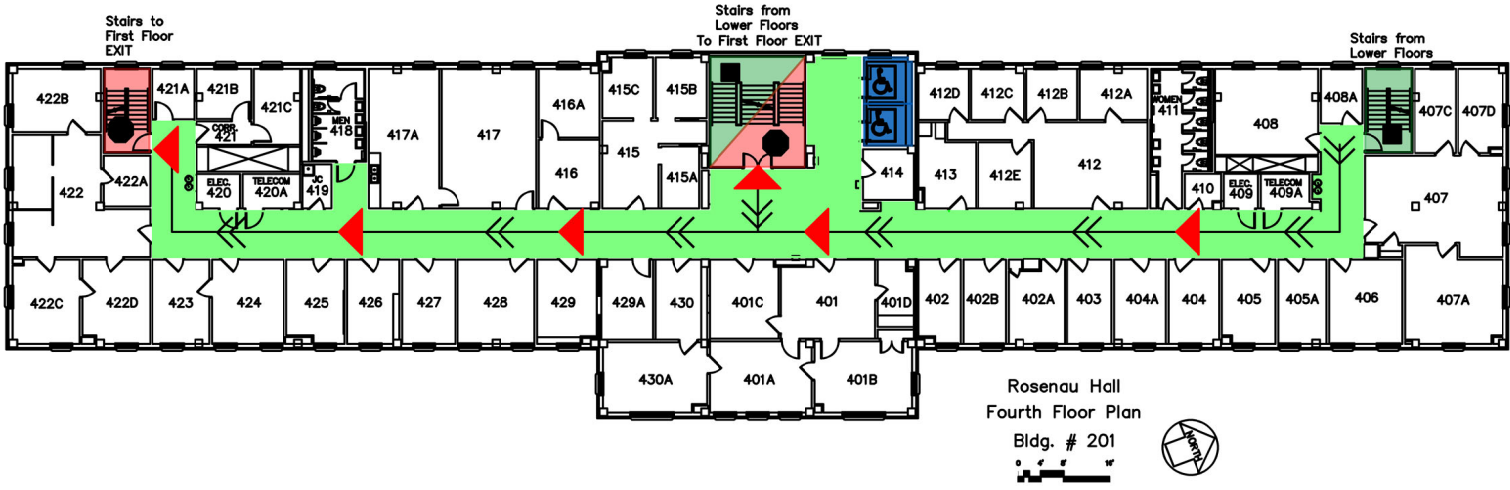 Stairs to
First Floor
EXIT
Stairs from
Lower Floors
To First Floor EXIT
Stairs from
Lower Floors
422B
421A
421B
421C
CORR.
421
MEN
418
417A
417
416A
415C
415B
412D
412C
412B
412A
WOMEN
411
408
408A
407C
407D
422
422A
ELEC.
420
TELECOM
420A
JC
419
416
415
415A
414
413
412E
412
410
ELEC.
409
TELECOM
409A
407
422C
422D
423
424
425
426
427
428
429
429A
430
401C
401
401D
402
402B
402A
403
404A
404
405
405A
406
407A
430A
401A
401B
Rosenau Hall
Fourth Floor Plan
Bldg. # 201
0 4' 8' 16'
NORTH